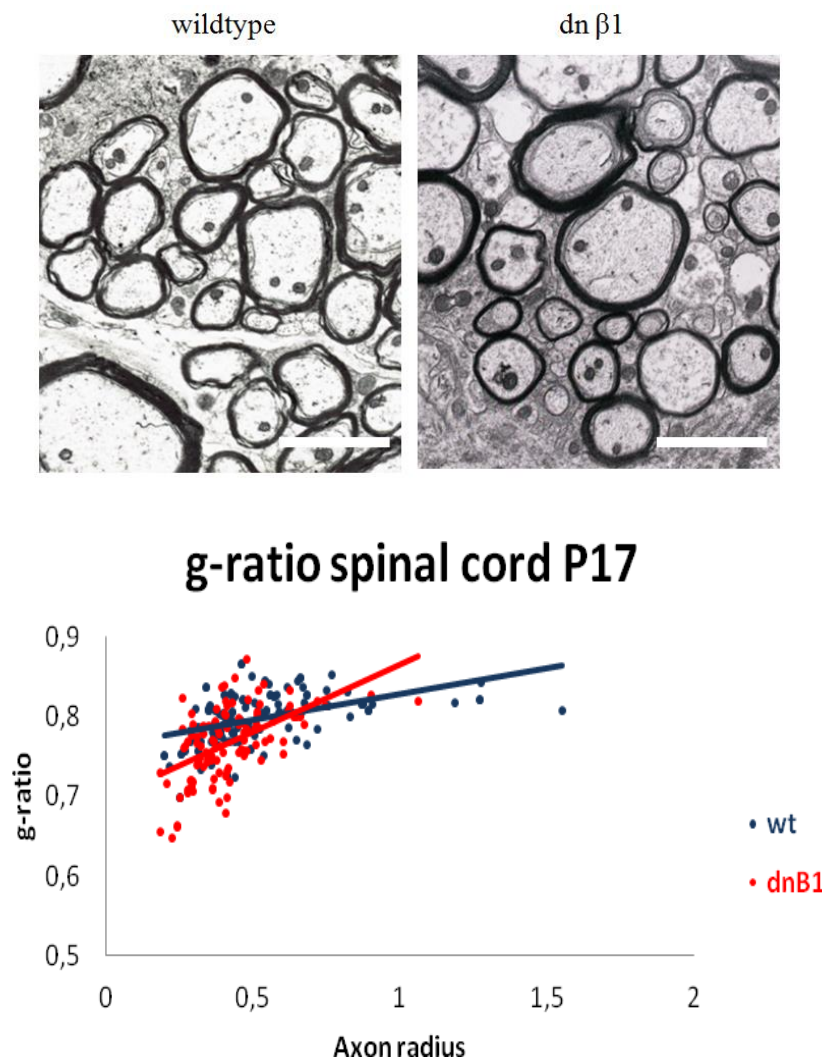 wildtype
dn β1
g-ratio spinal cord P17
0,9
0,8
0,7
0,6
0,5
g-ratio
0
0,5
1
1,5
2
Axon radius
wt
dnB1